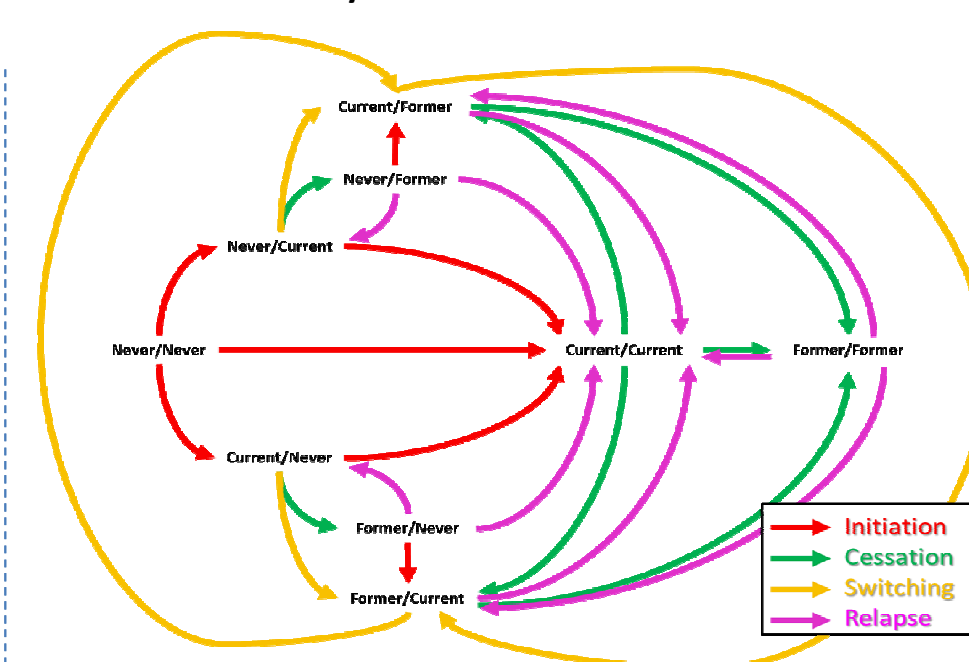 Current/Former
Never/Former
Never/Current
Never/Never
Current/Current
Former/Former
Current/Never
Former/Never
Former/Current
Initiation
Cessation
Switching
Relapse